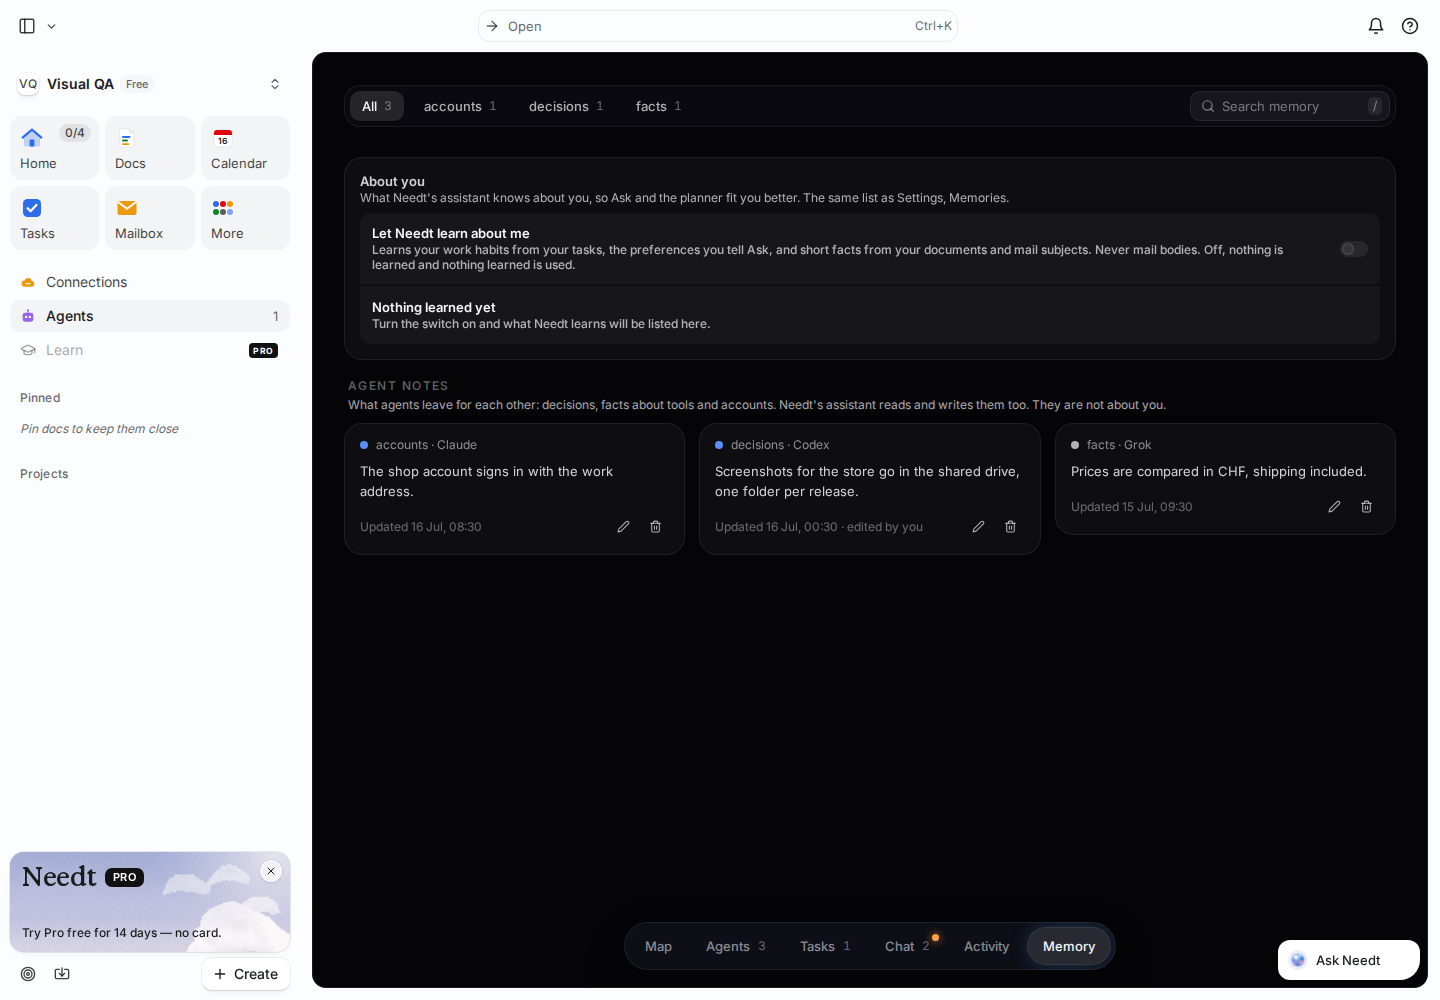 Open
Ctrl+K
VQ Visual QA Free
0/4
Home
Docs
16
Calendar
Tasks
Mailbox
More
Connections
Agents 1
Learn PRO
Pinned
Pin docs to keep them close
Projects
Needt PRO
Try Pro free for 14 days — no card.
Create
All 3 accounts 1 decisions 1 facts 1
Search memory /
About you
What Needt's assistant knows about you, so Ask and the planner fit you better. The same list as Settings, Memories.
Let Needt learn about me
Learns your work habits from your tasks, the preferences you tell Ask, and short facts from your documents and mail subjects. Never mail bodies. Off, nothing is
learned and nothing learned is used.
Nothing learned yet
Turn the switch on and what Needt learns will be listed here.
AGENT NOTES
What agents leave for each other: decisions, facts about tools and accounts. Needt's assistant reads and writes them too. They are not about you.
accounts · Claude
The shop account signs in with the work
address.
Updated 16 Jul, 08:30
decisions · Codex
Screenshots for the store go in the shared drive,
one folder per release.
Updated 16 Jul, 00:30 · edited by you
facts · Grok
Prices are compared in CHF, shipping included.
Updated 15 Jul, 09:30
Map Agents 3 Tasks 1 Chat 2 Activity Memory
Ask Needt